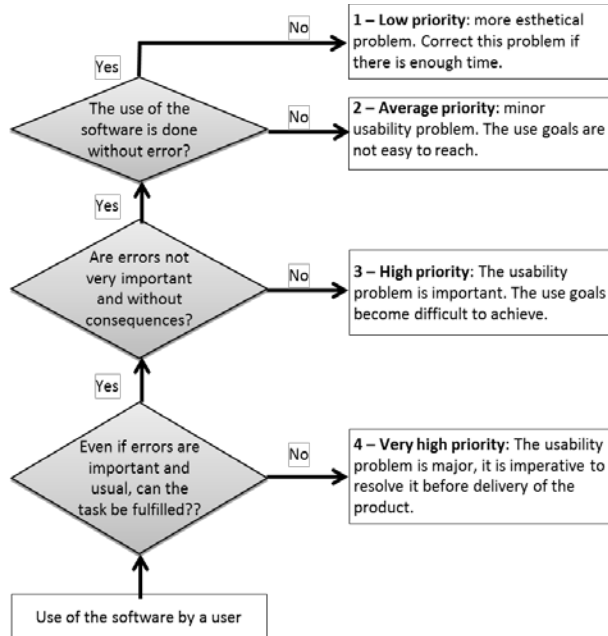 No
1 – Low priority: more esthetical
problem. Correct this problem if
there is enough time.
Yes
The use of the
software is done
without error?
No
2 – Average priority: minor
usability problem. The use goals are
not easy to reach.
Yes
Are errors not
very important
and without
consequences?
No
3 – High priority: The usability
problem is important. The use goals
become difficult to achieve.
Yes
Even if errors are
important and
usual, can the
task be fulfilled??
No
4 – Very high priority: The usability
problem is major, it is imperative to
resolve it before delivery of the
product.
Use of the software by a user